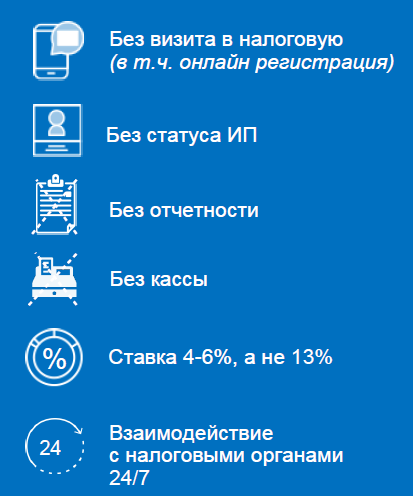 Без визита в налоговую
(в т.ч. онлайн регистрация)
Без статуса ИП
Без отчетности
Без кассы
%
Ставка 4-6%, а не 13%
24
Взаимодействие
с налоговыми органами
24/7